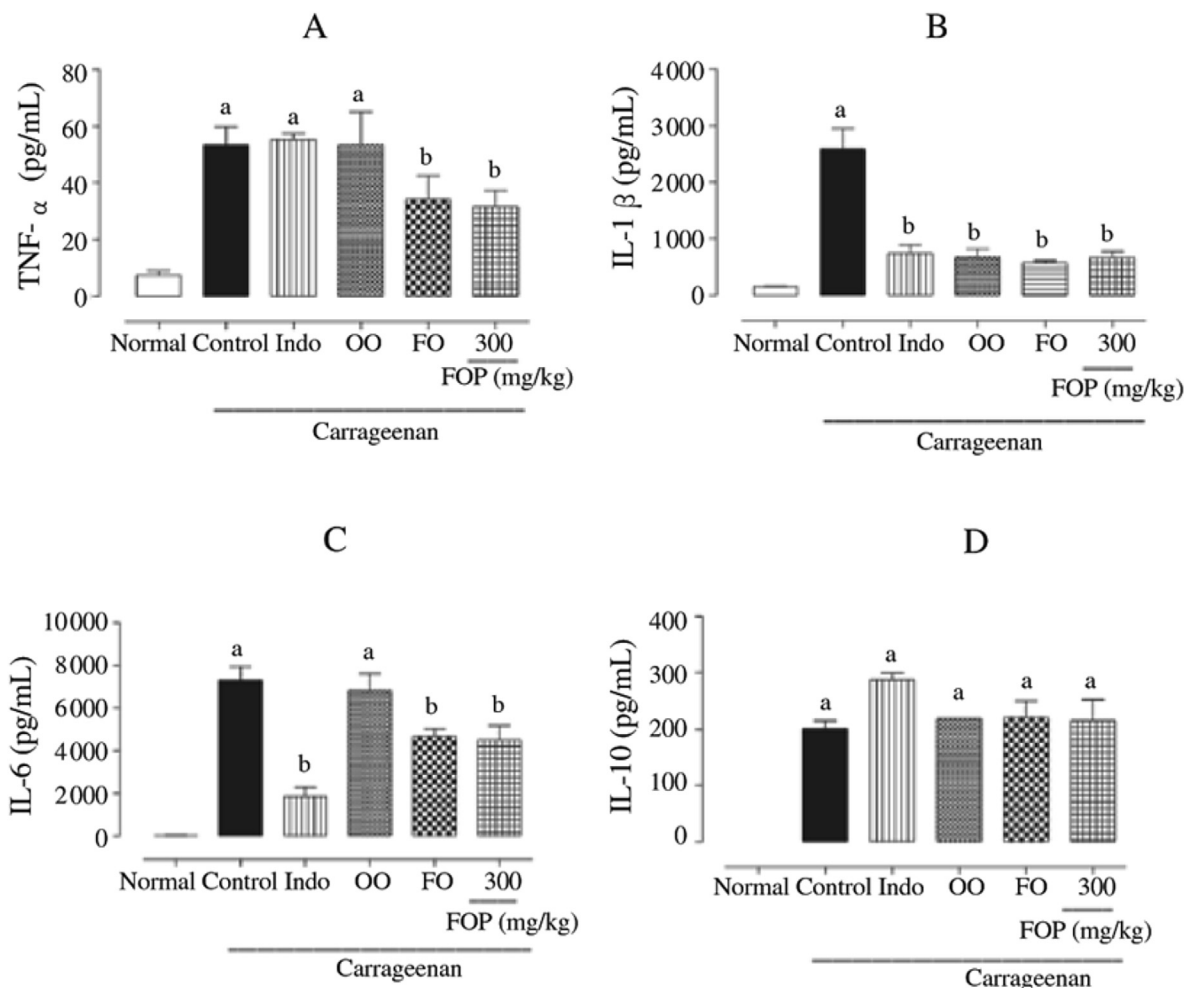 A
TNF- α (pg/mL)
80
60
40
20
0
a
a
a
b
b
Normal Control Indo OO FO 300
FOP (mg/kg)
Carrageenan
B
IL-1 β (pg/mL)
4000
3000
2000
1000
0
a
b
b
b
b
Normal Control Indo OO FO 300
FOP (mg/kg)
Carrageenan
C
IL-6 (pg/mL)
10000
8000
6000
4000
2000
0
a
b
a
b
b
Normal Control Indo OO FO 300
FOP (mg/kg)
Carrageenan
D
IL-10 (pg/mL)
400
300
200
100
0
a
a
a
a
a
Normal Control Indo OO FO 300
FOP (mg/kg)
Carrageenan